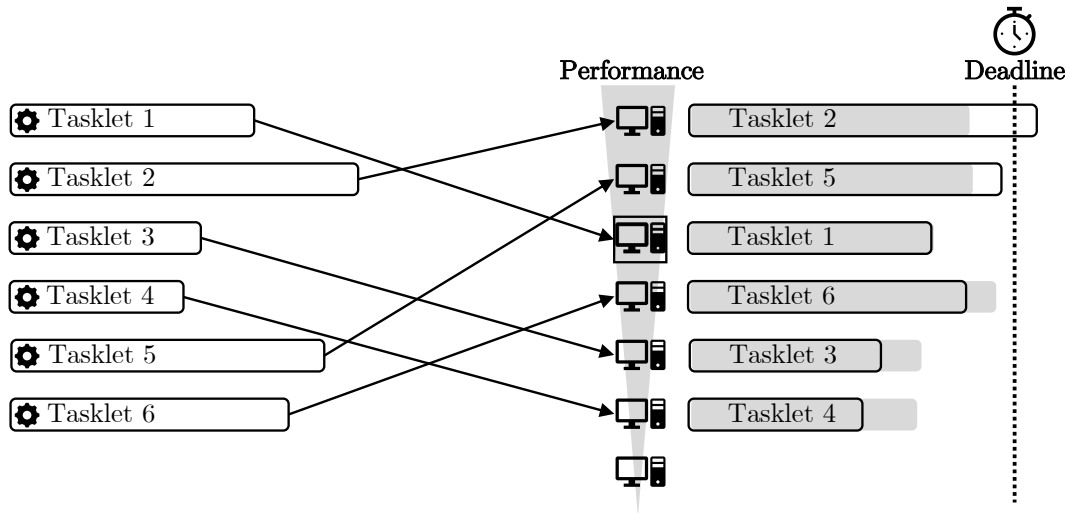 Performance
Deadline
Tasklet 1
Tasklet 2
Tasklet 2
Tasklet 5
Tasklet 3
Tasklet 1
Tasklet 4
Tasklet 6
Tasklet 5
Tasklet 3
Tasklet 6
Tasklet 4